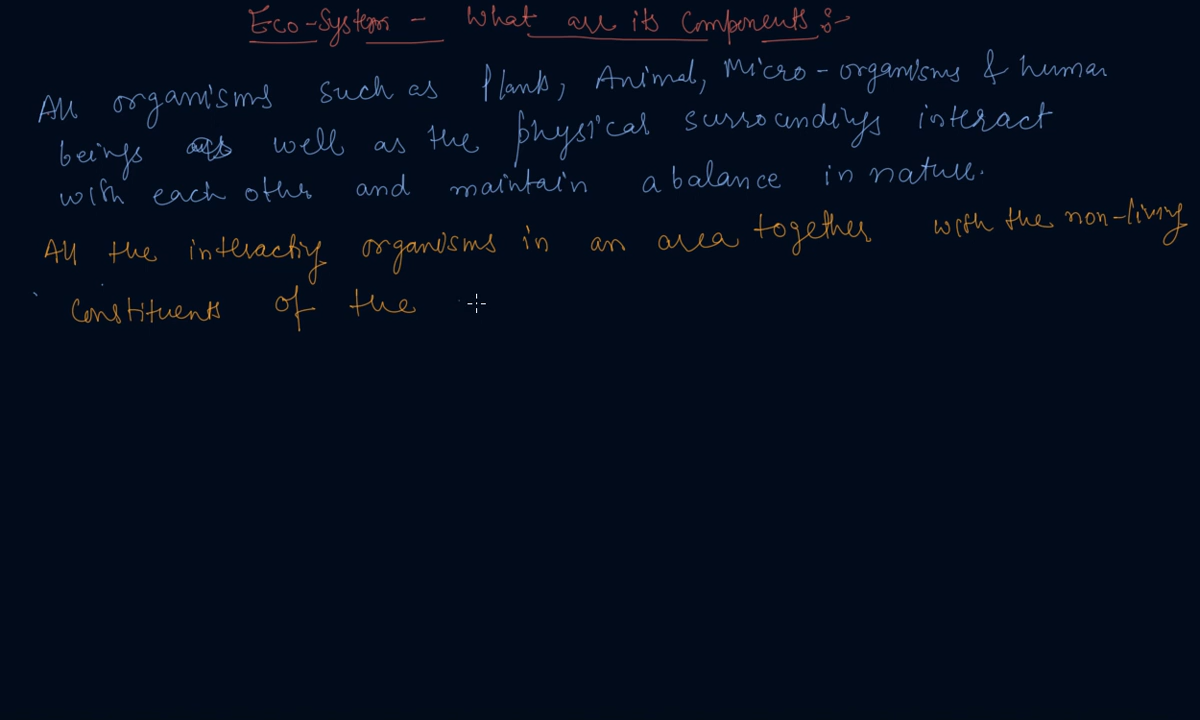 Eco-System - What are its Components :-
All organisms such as Plants, Animal, Micro-organisms & human
beings as well as the physical surroundings interact
with each other and maintain a balance in nature.
All the interacting organisms in an area together with the non-living
Constituents of the